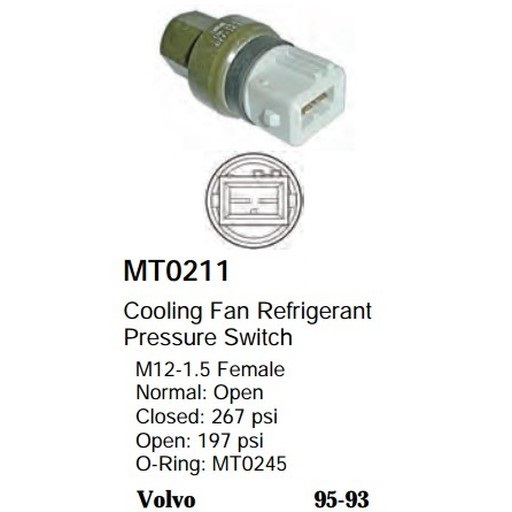 MT0211
Cooling Fan Refrigerant
Pressure Switch
M12-1.5 Female
Normal: Open
Closed: 267 psi
Open: 197 psi
O-Ring: MT0245
Volvo 95-93